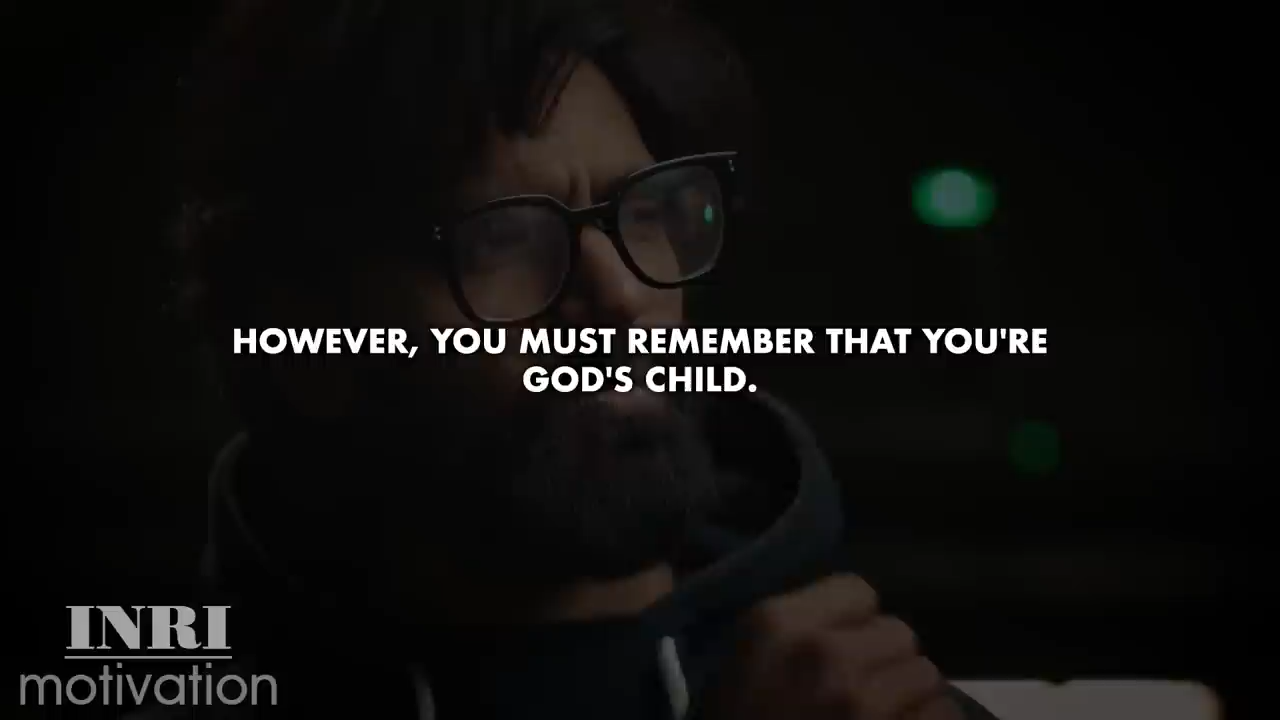 HOWEVER, YOU MUST REMEMBER THAT YOU'RE
GOD'S CHILD.
INRI
motivation